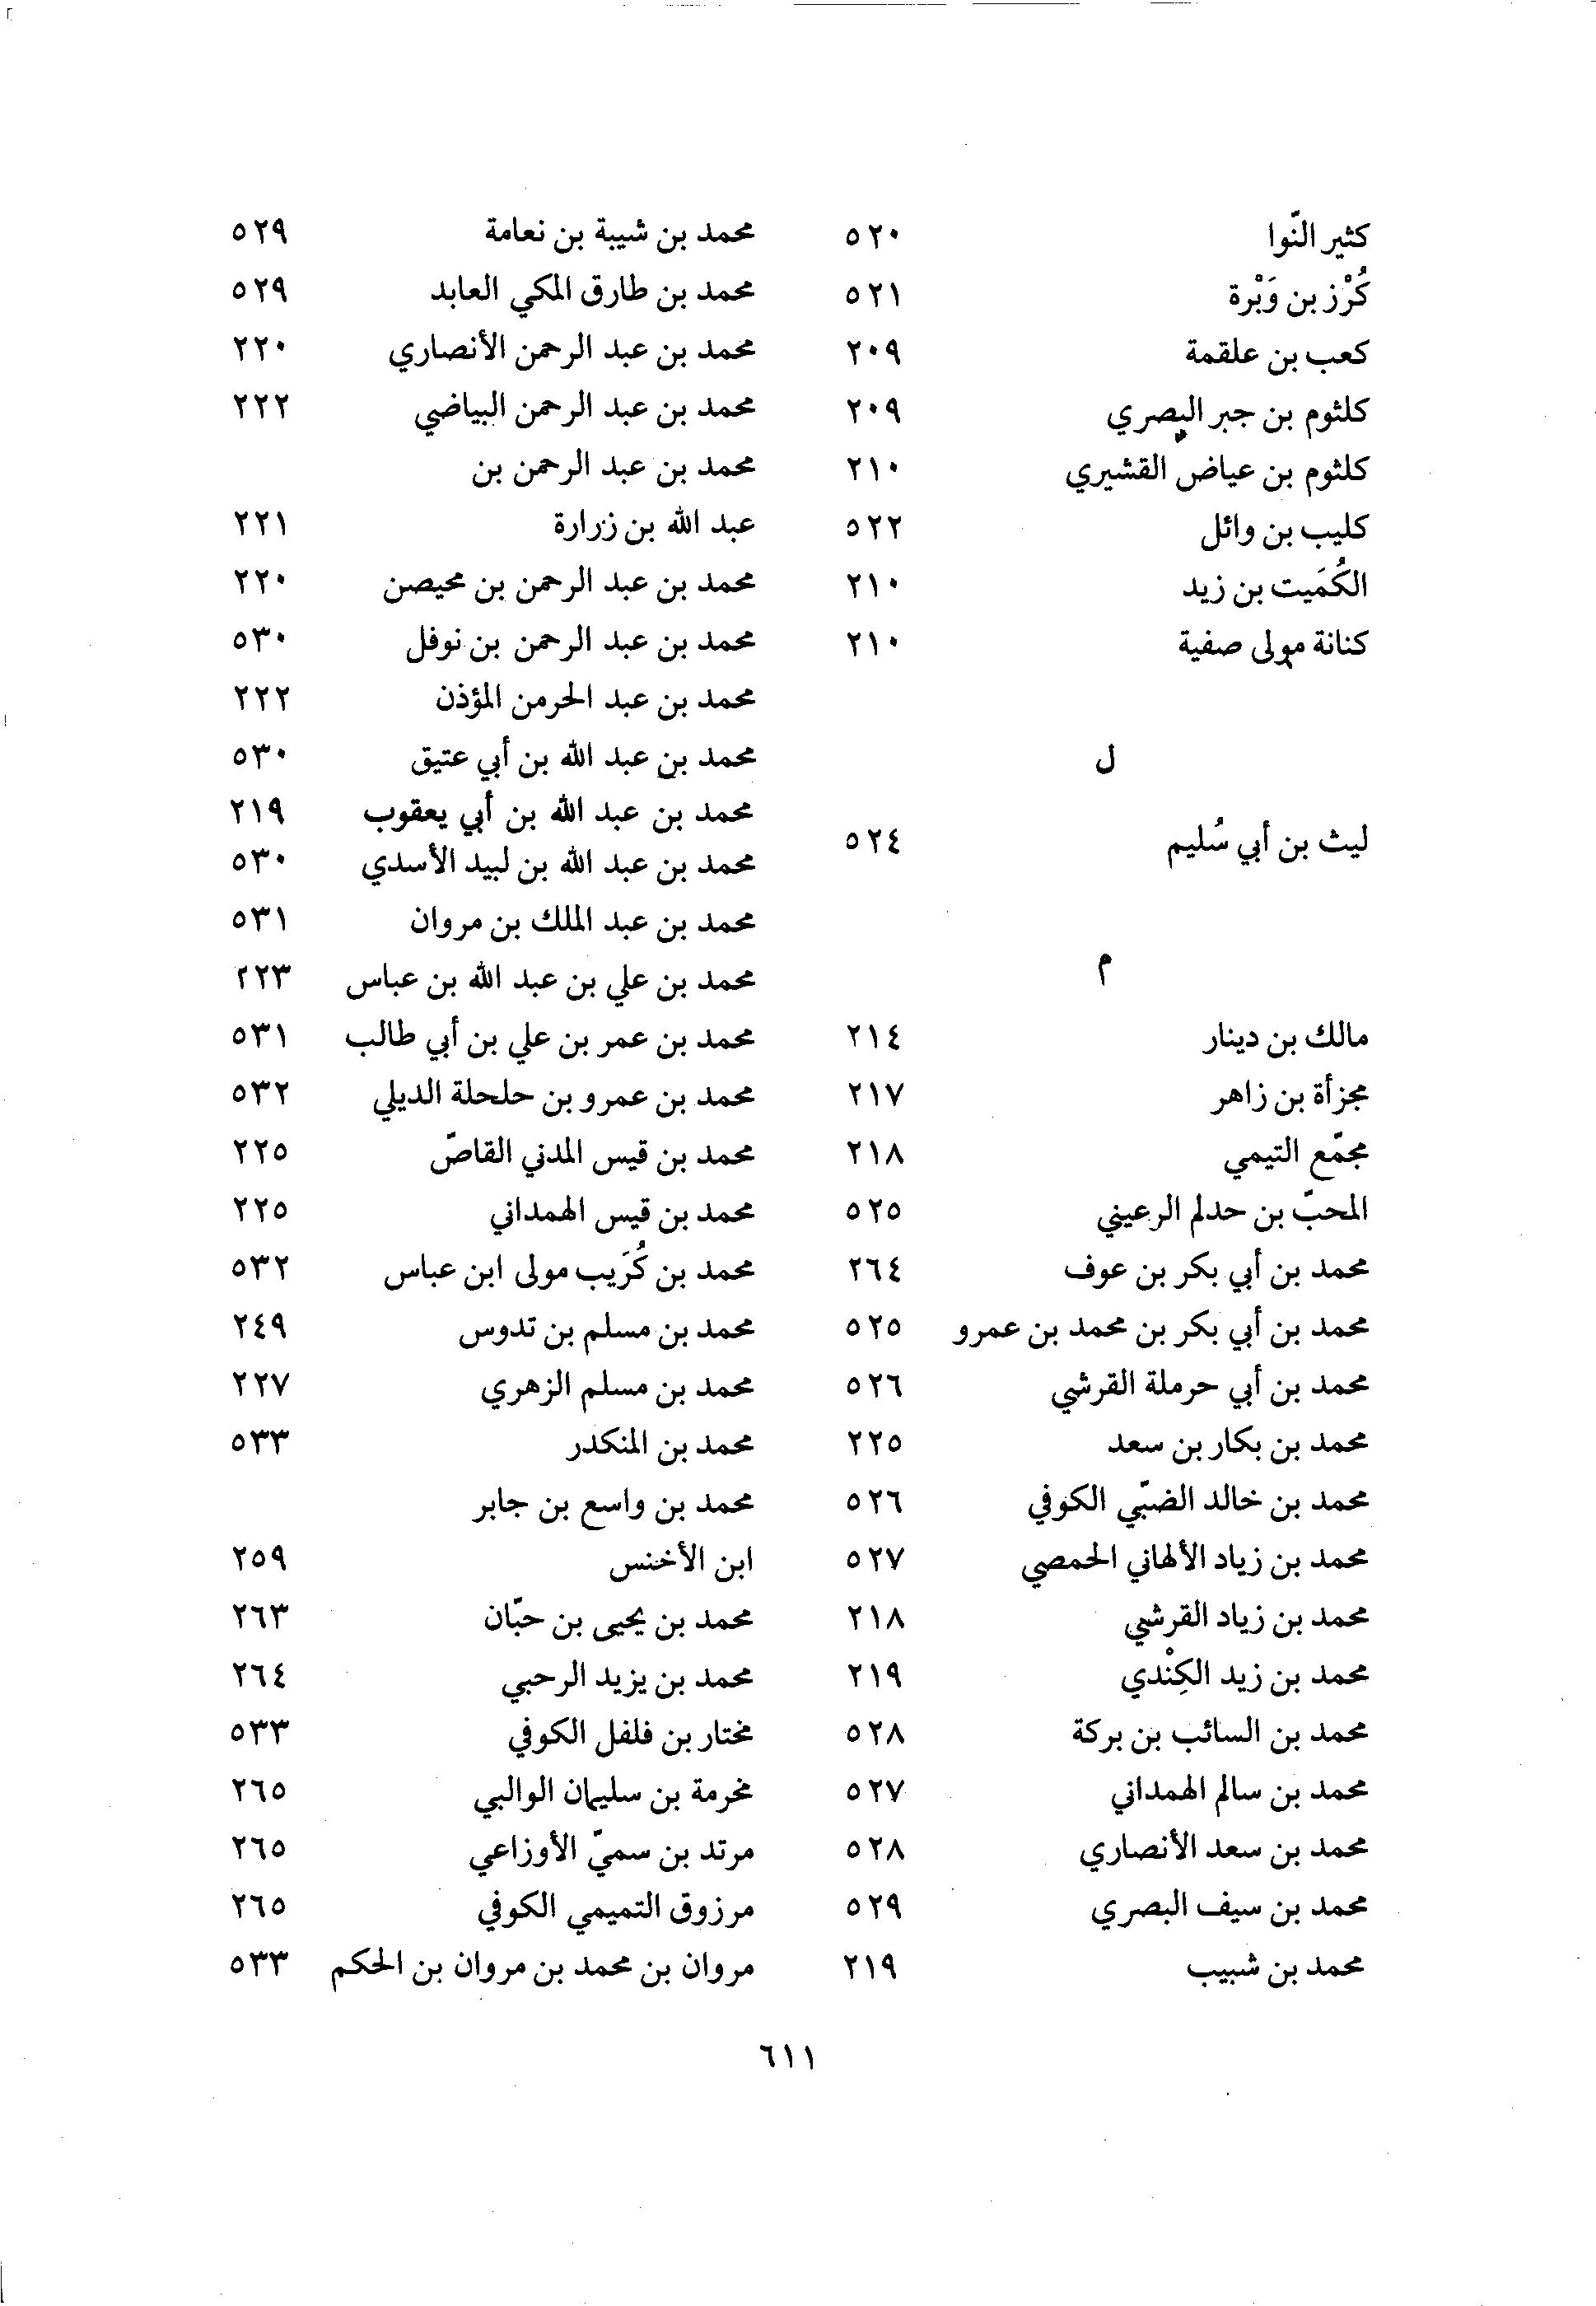 كثير النّوا ٥٢٠
كُرْز بن وَبْرة ٥٢١
كعب بن علقمة ٢٠٩
كلثوم بن جبر البصري ٢٠٩
كلثوم بن عياض القشيري ٢١٠
كليب بن وائل ٥٢٢
الكُمَيت بن زيد ٢١٠
كنانة مولى صفية ٢١٠
ل
ليث بن أبي سُليم ٥٢٤
م
مالك بن دينار ٢١٤
مجزأة بن زاهر ٢١٧
مجمّع التيمي ٢١٨
المحبّ بن حدلم الرعيني ٥٢٥
محمد بن أبي بكر بن عوف ٢٦٤
محمد بن أبي بكر بن محمد بن عمرو ٥٢٥
محمد بن أبي حرملة القرشي ٥٢٦
محمد بن بكار بن سعد ٢٢٥
محمد بن خالد الضبّي الكوفي ٥٢٦
محمد بن زياد الألهاني الحمصي ٥٢٧
محمد بن زياد القرشي ٢١٨
محمد بن زيد الكِنْدي ٢١٩
محمد بن السائب بن بركة ٥٢٨
محمد بن سالم الهمداني ٥٢٧
محمد بن سعد الأنصاري ٥٢٨
محمد بن سيف البصري ٥٢٩
محمد بن شبيب ٢١٩
محمد بن شيبة بن نعامة ٥٢٩
محمد بن طارق المكي العابد ٥٢٩
محمد بن عبد الرحمن الأنصاري ٢٢٠
محمد بن عبد الرحمن البياضي ٢٢٢
محمد بن عبد الرحمن بن
عبد الله بن زرارة ٢٢١
محمد بن عبد الرحمن بن محيصن ٢٢٠
محمد بن عبد الرحمن بن نوفل ٥٣٠
محمد بن عبد الحرمن المؤذن ٢٢٢
محمد بن عبد الله بن أبي عتيق ٥٣٠
محمد بن عبد الله بن أبي يعقوب ٢١٩
محمد بن عبد الله بن لبيد الأسدي ٥٣٠
محمد بن عبد الملك بن مروان ٥٣١
محمد بن علي بن عبد الله بن عباس ٢٢٣
محمد بن عمر بن علي بن أبي طالب ٥٣١
محمد بن عمرو بن حلحلة الديلي ٥٣٢
محمد بن قيس المدني القاصّ ٢٢٥
محمد بن قيس الهمداني ٢٢٥
محمد بن كُرَيب مولى ابن عباس ٥٣٢
محمد بن مسلم بن تدوس ٢٤٩
محمد بن مسلم الزهري ٢٢٧
محمد بن المنكدر ٥٣٣
محمد بن واسع بن جابر
ابن الأخنس ٢٥٩
محمد بن يحيى بن حبّان ٢٦٣
محمد بن يزيد الرحبي ٢٦٤
مختار بن فلفل الكوفي ٥٣٣
مخرمة بن سليمان الوالبي ٢٦٥
مرتد بن سميّ الأوزاعي ٢٦٥
مرزوق التميمي الكوفي ٢٦٥
مروان بن محمد بن مروان بن الحكم ٥٣٣
٦١١